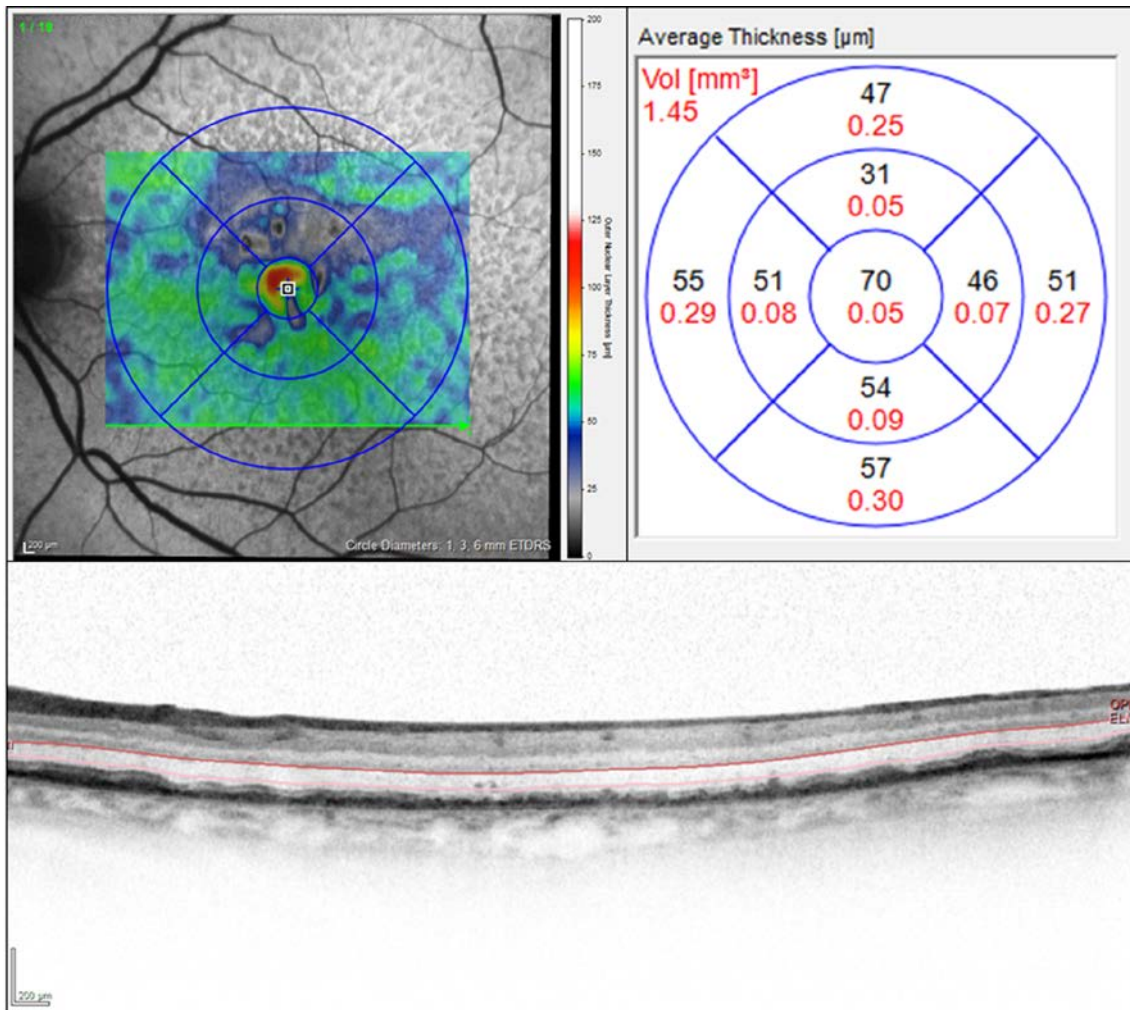 1 / 19
200
175
150
125
100
75
50
25
0
Outer Nuclear Layer Thickness [µm]
200 µm
Circle Diameters: 1, 3, 6 mm ETDRS
Average Thickness [µm]
Vol [mm³]
1.45
47
0.25
31
0.05
55 51 70 46 51
0.29 0.08 0.05 0.07 0.27
54
0.09
57
0.30
200 µm